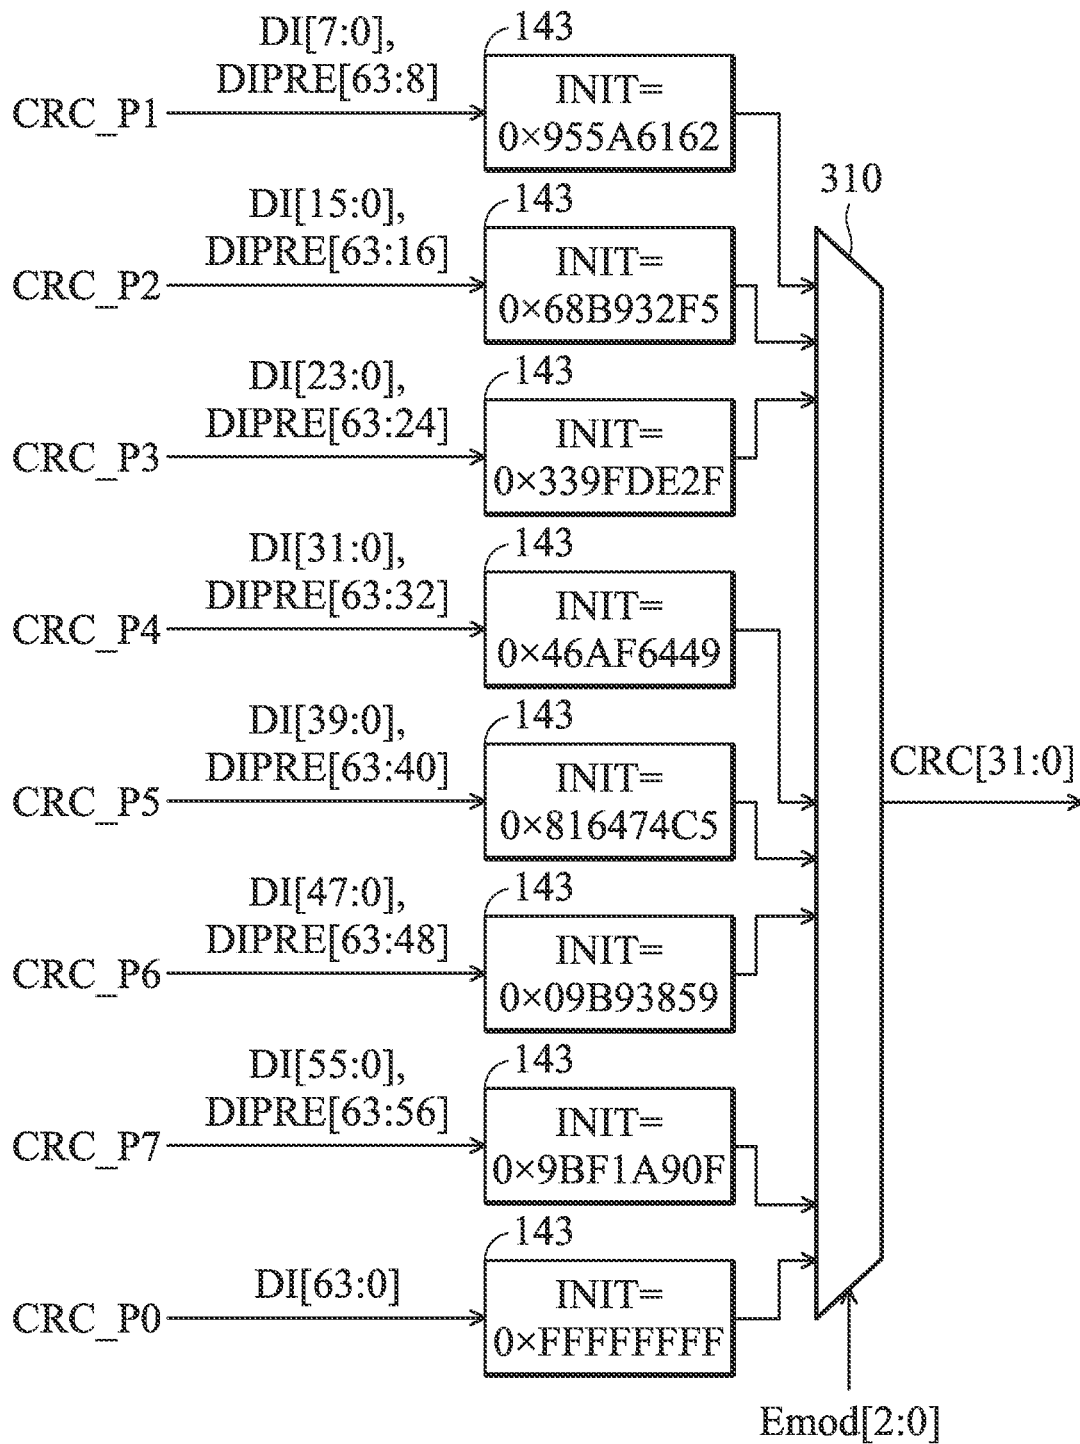 DI[7:0],
DIPRE[63:8]
CRC_P1
143
INIT=
0×955A6162
DI[15:0],
DIPRE[63:16]
CRC_P2
143
INIT=
0×68B932F5
310
DI[23:0],
DIPRE[63:24]
CRC_P3
143
INIT=
0×339FDE2F
DI[31:0],
DIPRE[63:32]
CRC_P4
143
INIT=
0×46AF6449
DI[39:0],
DIPRE[63:40]
CRC_P5
143
INIT=
0×816474C5
CRC[31:0]
DI[47:0],
DIPRE[63:48]
CRC_P6
143
INIT=
0×09B93859
DI[55:0],
DIPRE[63:56]
CRC_P7
143
INIT=
0×9BF1A90F
DI[63:0]
CRC_P0
143
INIT=
0×FFFFFFFF
Emod[2:0]